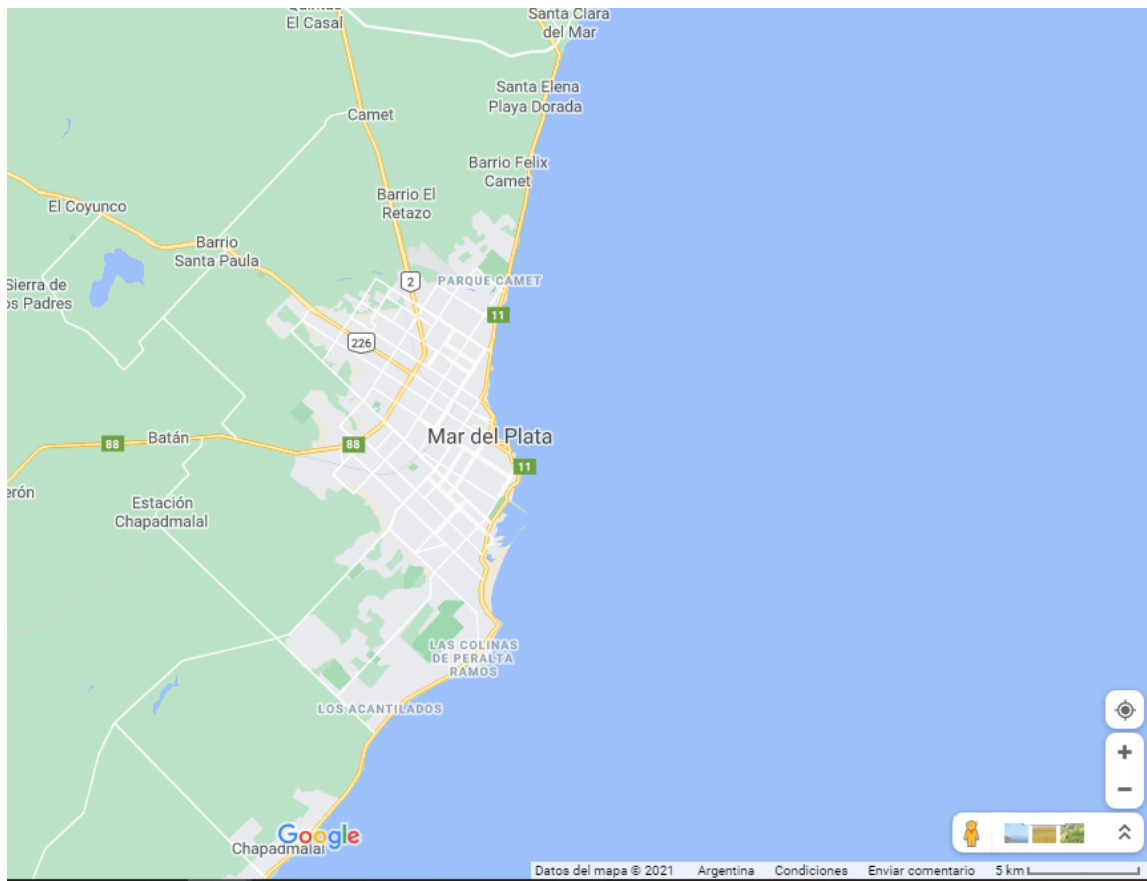 Quintas
El Casal
Santa Clara
del Mar
Santa Elena
Playa Dorada
Camet
Barrio Felix
Camet
Barrio El
Retazo
El Coyunco
Barrio
Santa Paula
Sierra de
os Padres
2
PARQUE CAMET
11
226
Mar del Plata
88
Batán
88
11
erón
Estación
Chapadmalal
LAS COLINAS
DE PERALTA
RAMOS
LOS ACANTILADOS
Google
Chapadmalal
Datos del mapa © 2021 Argentina Condiciones Enviar comentario 5 km